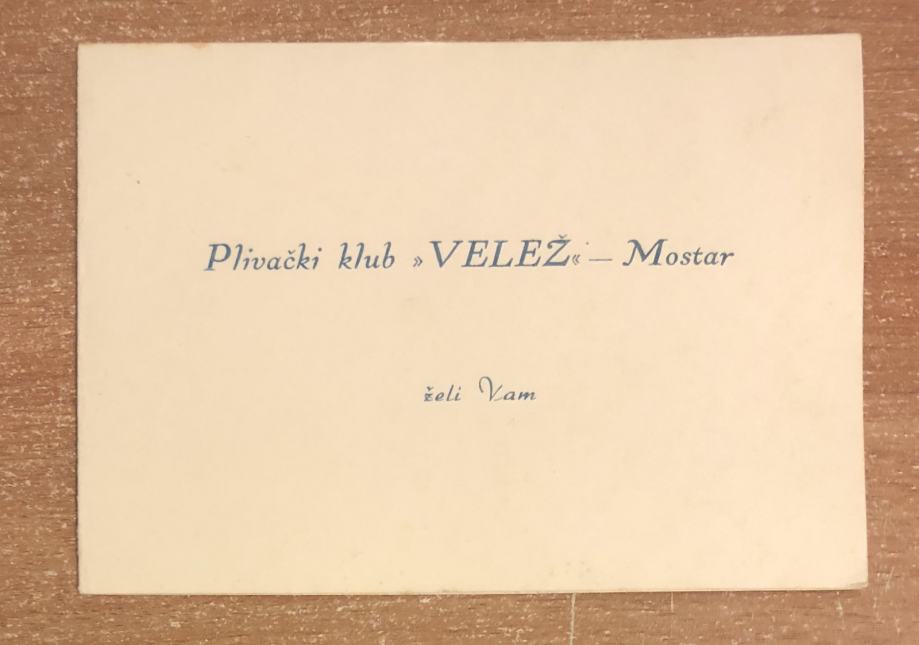 Plivački klub »VELEŽ« — Mostar
želi Vam